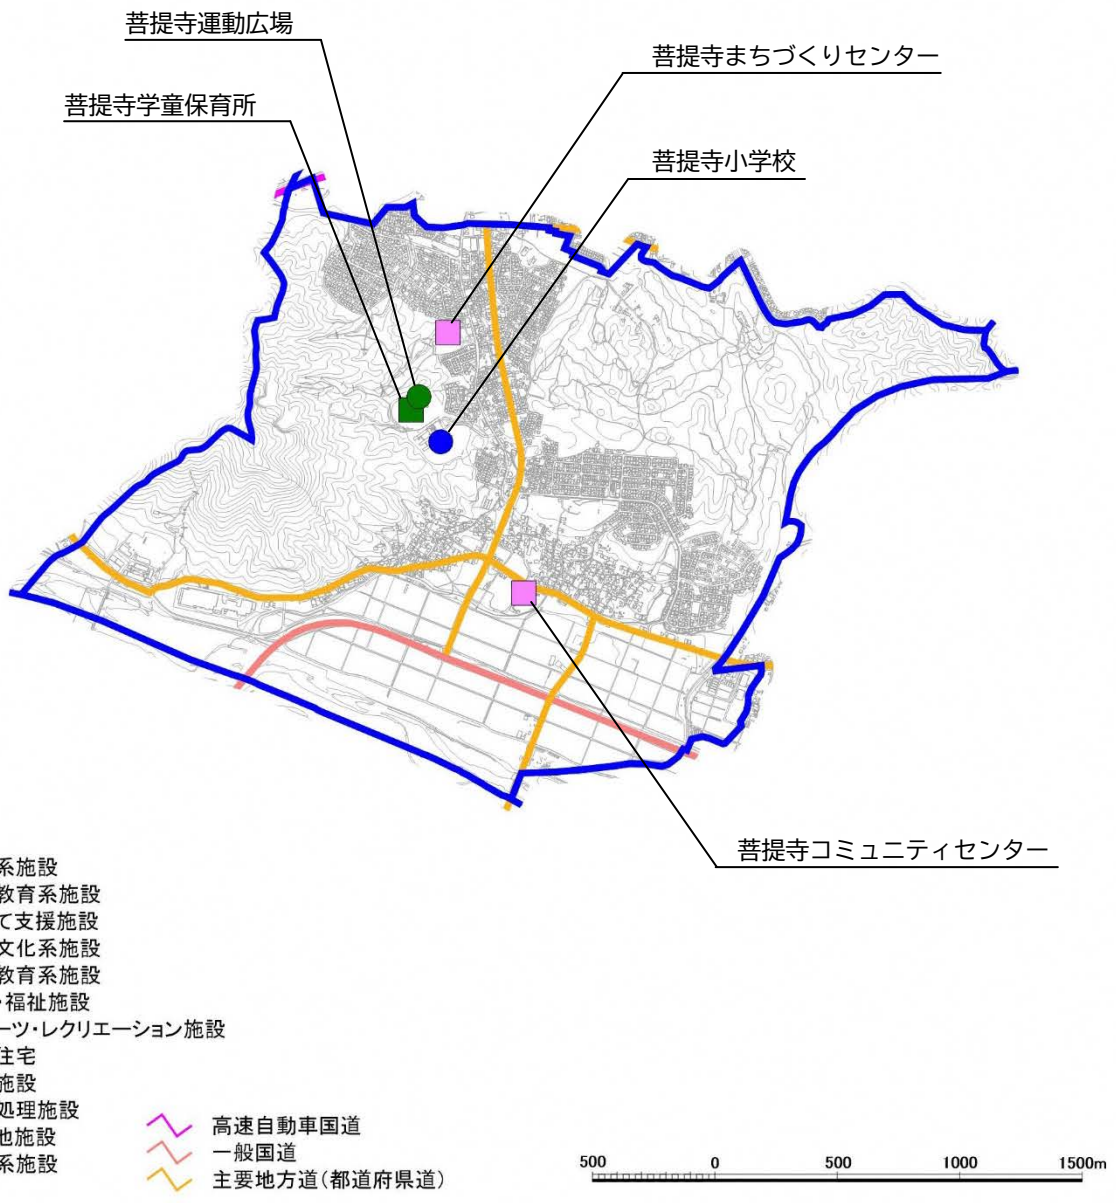 菩提寺運動広場
菩提寺まちづくりセンター
菩提寺学童保育所
菩提寺小学校
菩提寺コミュニティセンター
系施設
教育系施設
て支援施設
文化系施設
教育系施設
・福祉施設
ーツ・レクリエーション施設
住宅
施設
処理施設
他施設
系施設
高速自動車国道
一般国道
主要地方道(都道府県道)
500 0 500 1000 1500m